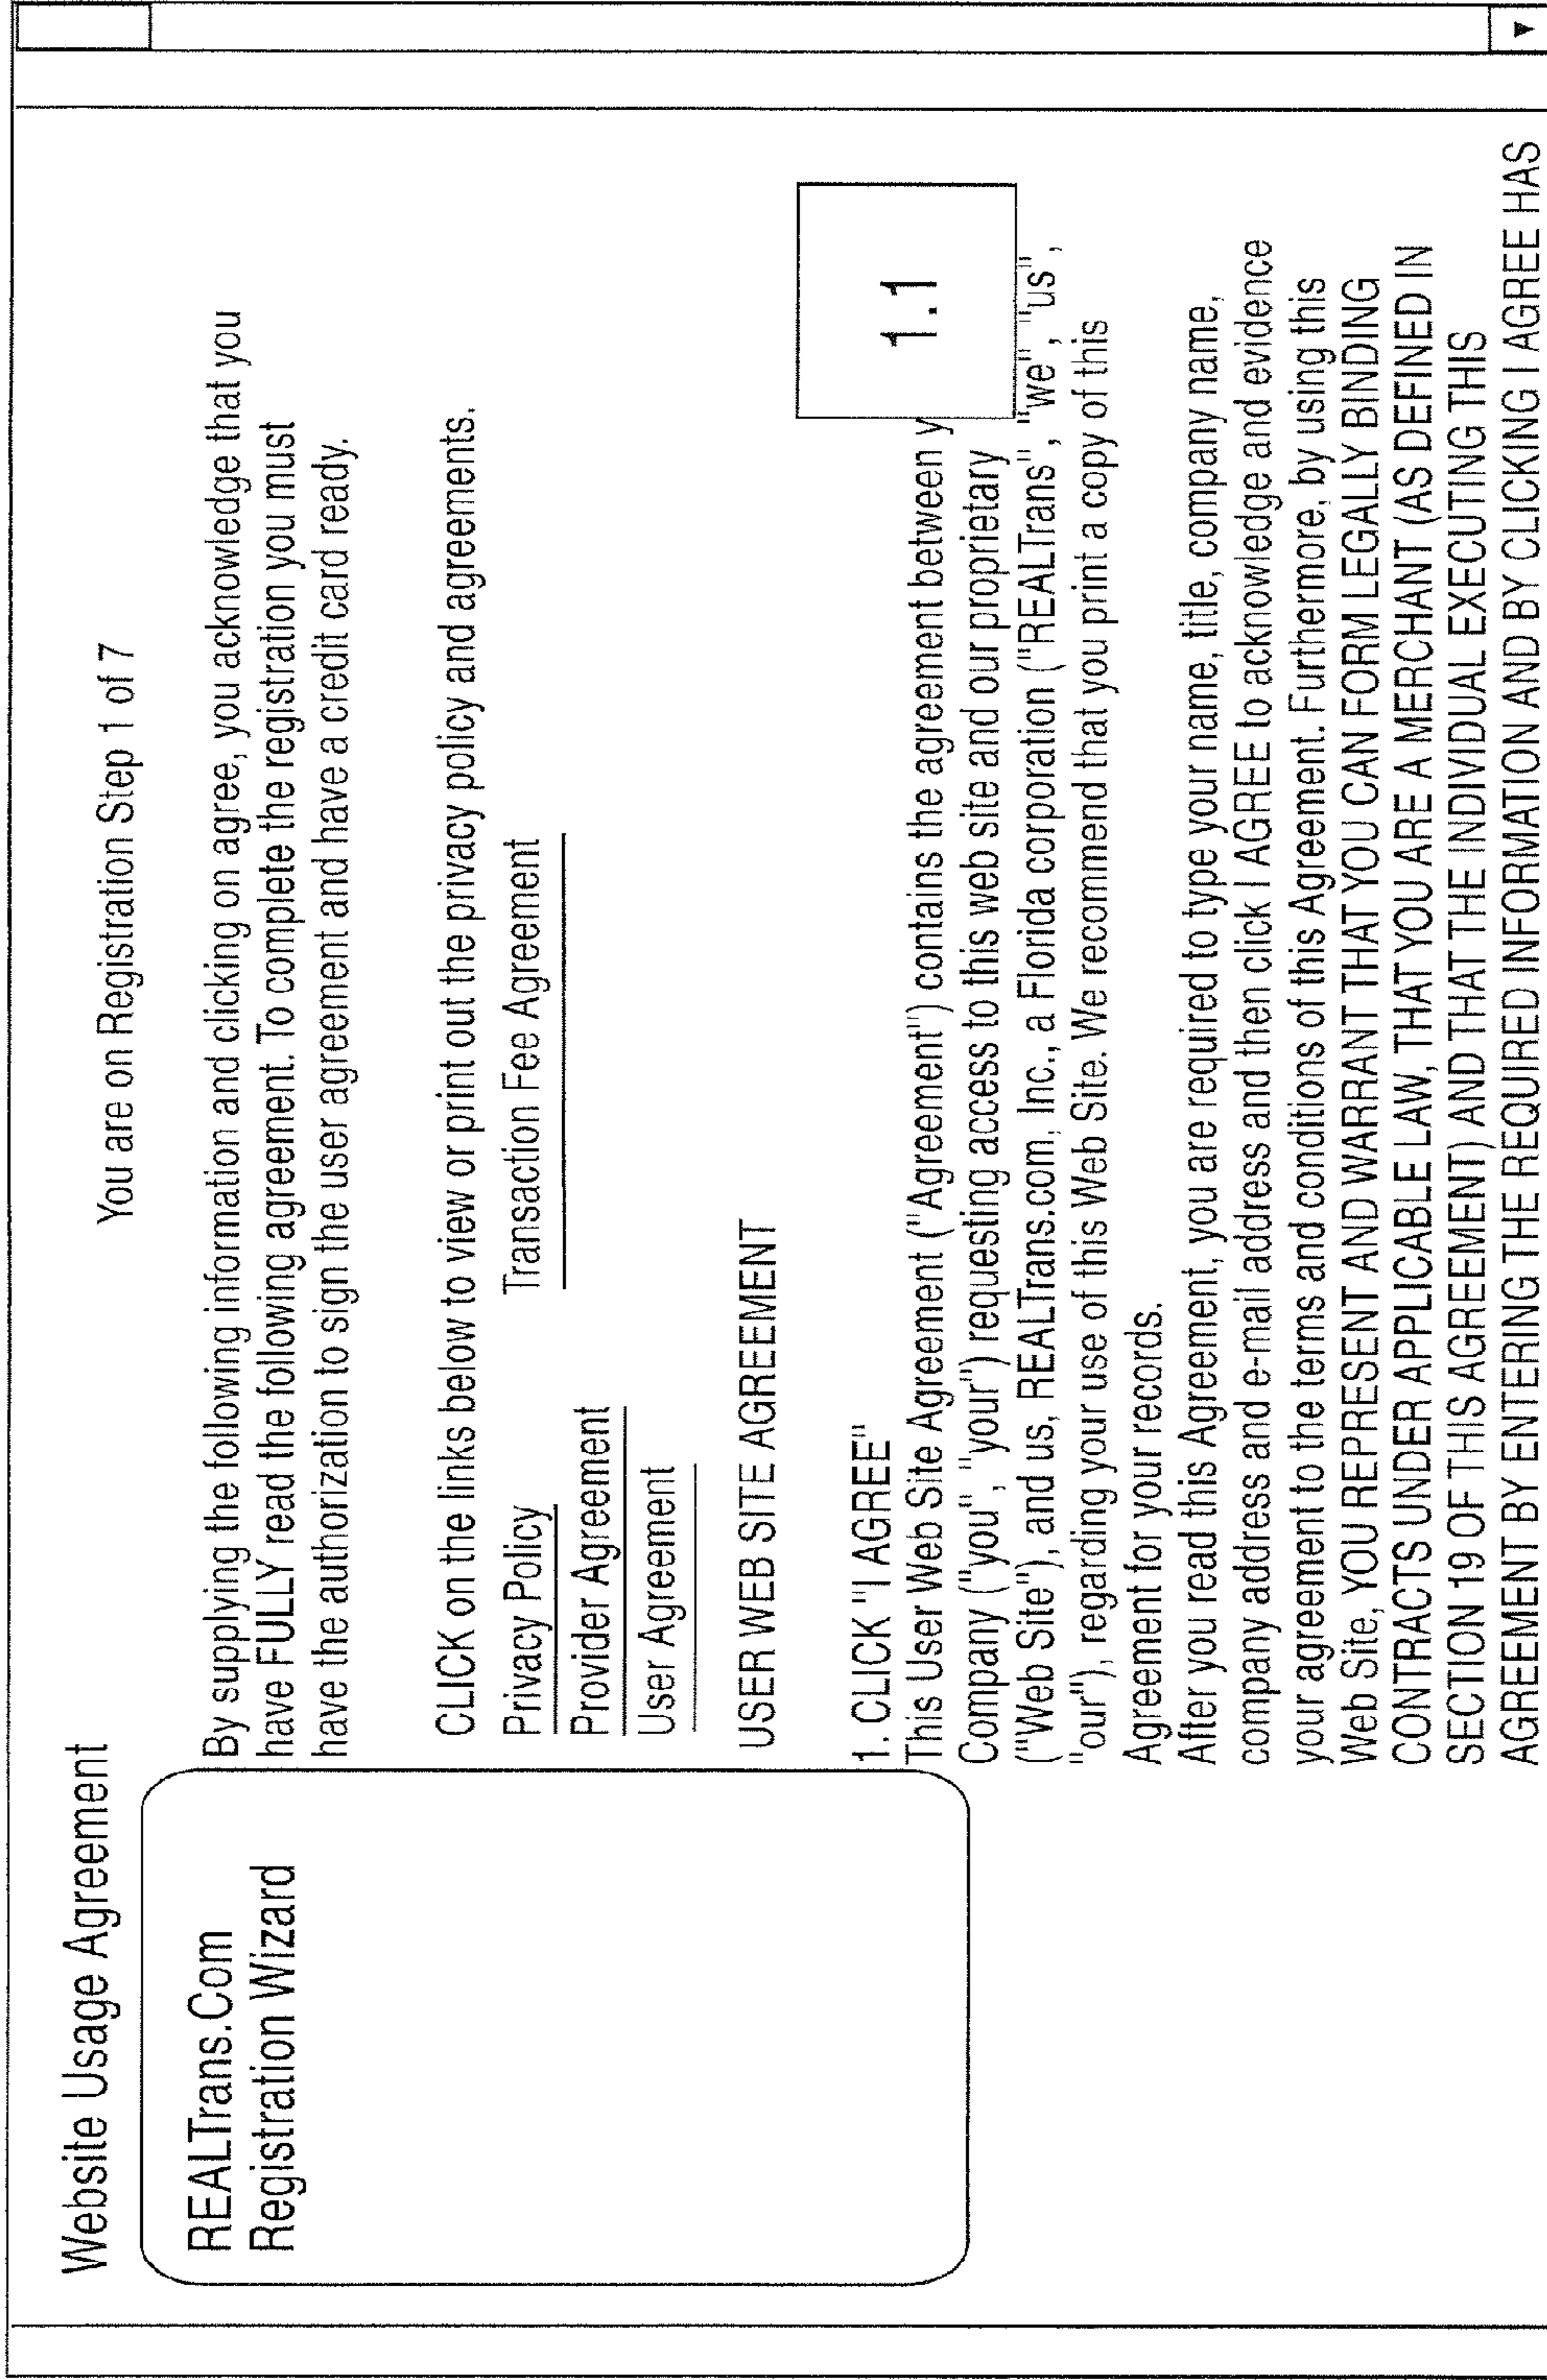 Website Usage Agreement
You are on Registration Step 1 of 7
REALTrans.Com
Registration Wizard
By supplying the following information and clicking on agree, you acknowledge that you
have FULLY read the following agreement. To complete the registration you must
have the authorization to sign the user agreement and have a credit card ready.
CLICK on the links below to view or print out the privacy policy and agreements.
Privacy Policy
Transaction Fee Agreement
Provider Agreement
User Agreement
USER WEB SITE AGREEMENT
1. CLICK "I AGREE"
This User Web Site Agreement ("Agreement") contains the agreement between y
1.1
Company ("you", "your") requesting access to this web site and our proprietary
("Web Site"), and us, REALTrans.com, Inc., a Florida corporation ("REALTrans", "we", "us",
"our"), regarding your use of this Web Site. We recommend that you print a copy of this
Agreement for your records.
After you read this Agreement, you are required to type your name, title, company name,
company address and e-mail address and then click I AGREE to acknowledge and evidence
your agreement to the terms and conditions of this Agreement. Furthermore, by using this
Web Site, YOU REPRESENT AND WARRANT THAT YOU CAN FORM LEGALLY BINDING
CONTRACTS UNDER APPLICABLE LAW, THAT YOU ARE A MERCHANT (AS DEFINED IN
SECTION 19 OF THIS AGREEMENT) AND THAT THE INDIVIDUAL EXECUTING THIS
AGREEMENT BY ENTERING THE REQUIRED INFORMATION AND BY CLICKING I AGREE HAS